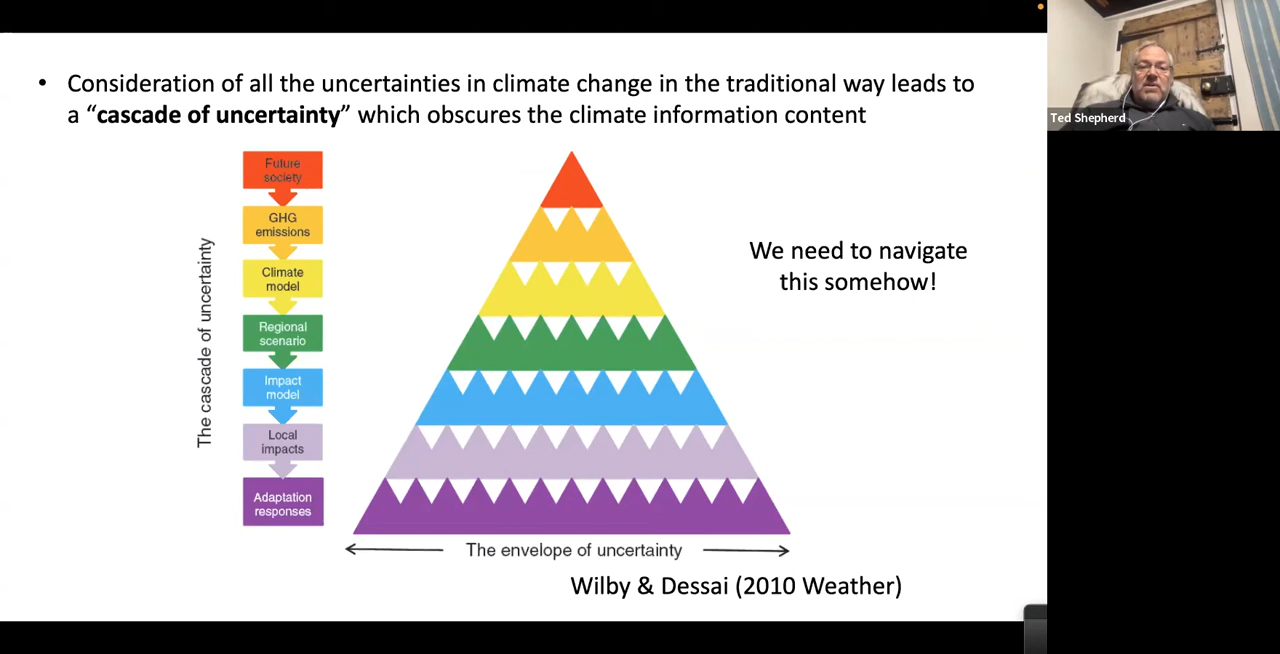 • Consideration of all the uncertainties in climate change in the traditional way leads to
a “cascade of uncertainty” which obscures the climate information content
Ted Shepherd
The cascade of uncertainty
Future
society
GHG
emissions
Climate
model
Regional
scenario
Impact
model
Local
impacts
Adaptation
responses
We need to navigate
this somehow!
The envelope of uncertainty
Wilby & Dessai (2010 Weather)